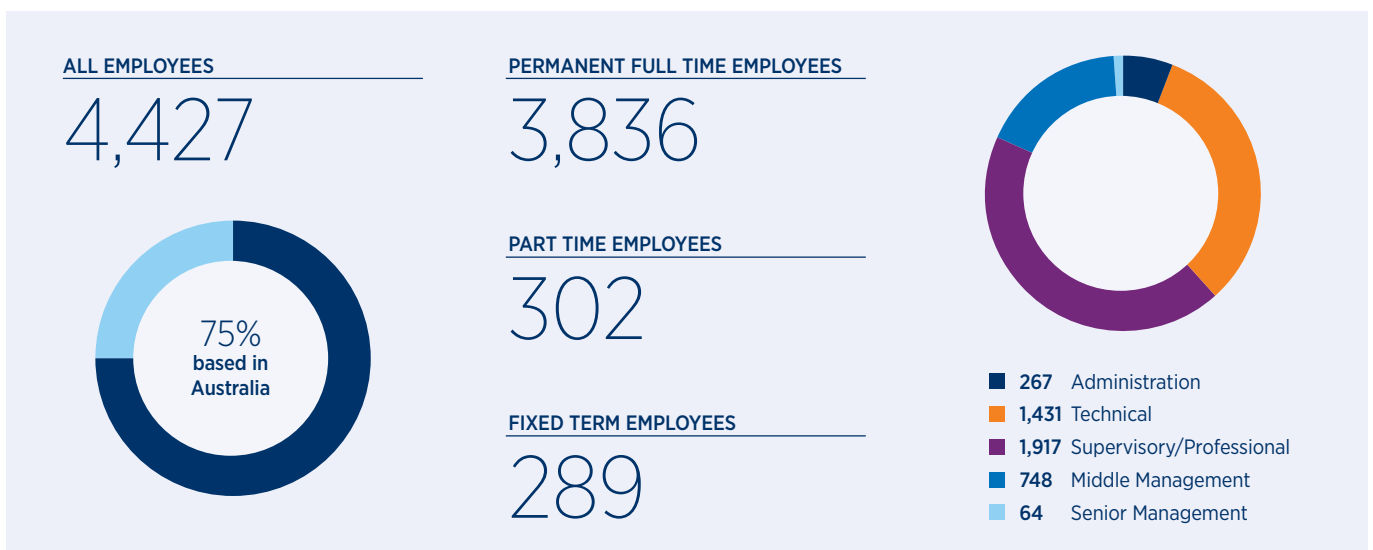 ALL EMPLOYEES
4,427
75%
based in
Australia
PERMANENT FULL TIME EMPLOYEES
3,836
PART TIME EMPLOYEES
302
FIXED TERM EMPLOYEES
289
267 Administration
1,431 Technical
1,917 Supervisory/Professional
748 Middle Management
64 Senior Management